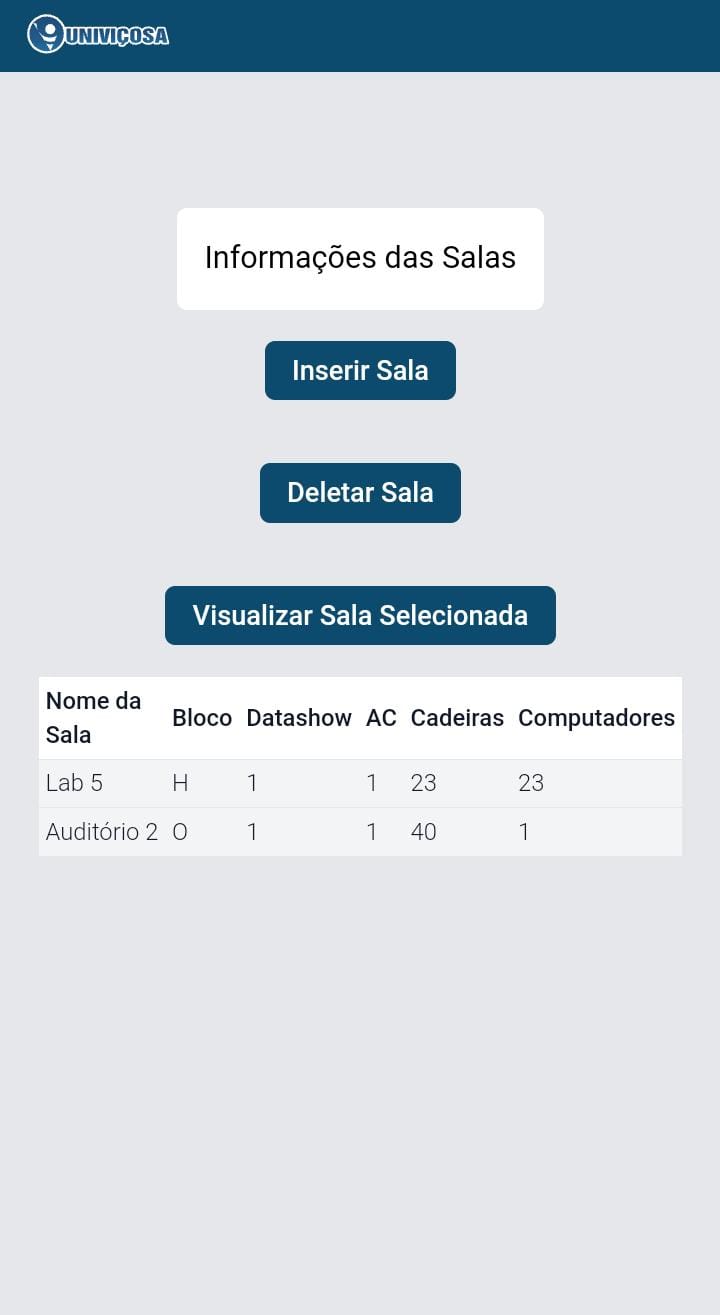 UNIVIÇOSA
Informações das Salas
Inserir Sala
Deletar Sala
Visualizar Sala Selecionada
Nome da Sala Bloco Datashow AC Cadeiras Computadores
Lab 5 H 1 1 23 23
Auditório 2 O 1 1 40 1